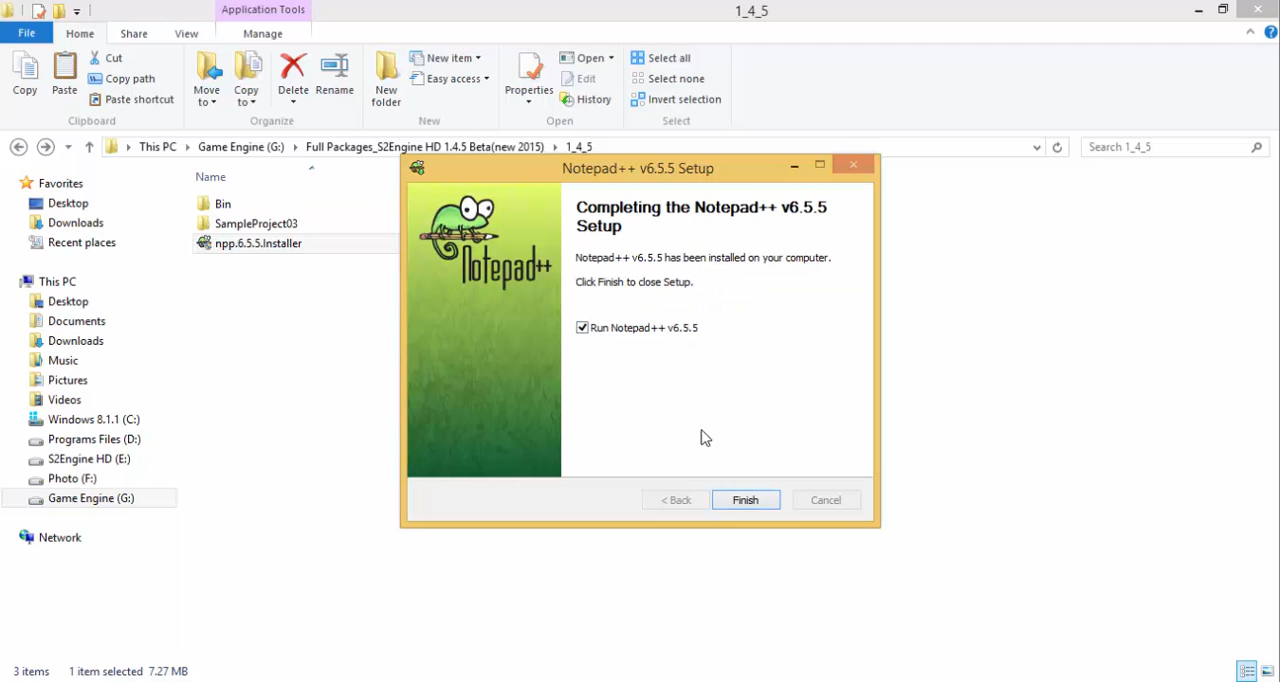 Application Tools
1_4_5
File
Home
Share
View
Manage
Copy
Paste
Cut
Copy path
Paste shortcut
Clipboard
Move to
Copy to
Delete
Rename
Organize
New folder
New item
Easy access
New
Properties
Open
Edit
History
Open
Select all
Select none
Invert selection
Select
This PC
Game Engine (G:)
Full Packages_S2Engine HD 1.4.5 Beta(new 2015)
1_4_5
Search 1_4_5
Favorites
Desktop
Downloads
Recent places
This PC
Desktop
Documents
Downloads
Music
Pictures
Videos
Windows 8.1.1 (C:)
Programs Files (D:)
S2Engine HD (E:)
Photo (F:)
Game Engine (G:)
Network
Name
Bin
SampleProject03
npp.6.5.5.Installer
Notepad++ v6.5.5 Setup
Notepad++
Completing the Notepad++ v6.5.5
Setup
Notepad++ v6.5.5 has been installed on your computer.
Click Finish to close Setup.
Run Notepad++ v6.5.5
< Back
Finish
Cancel
3 items
1 item selected 7.27 MB